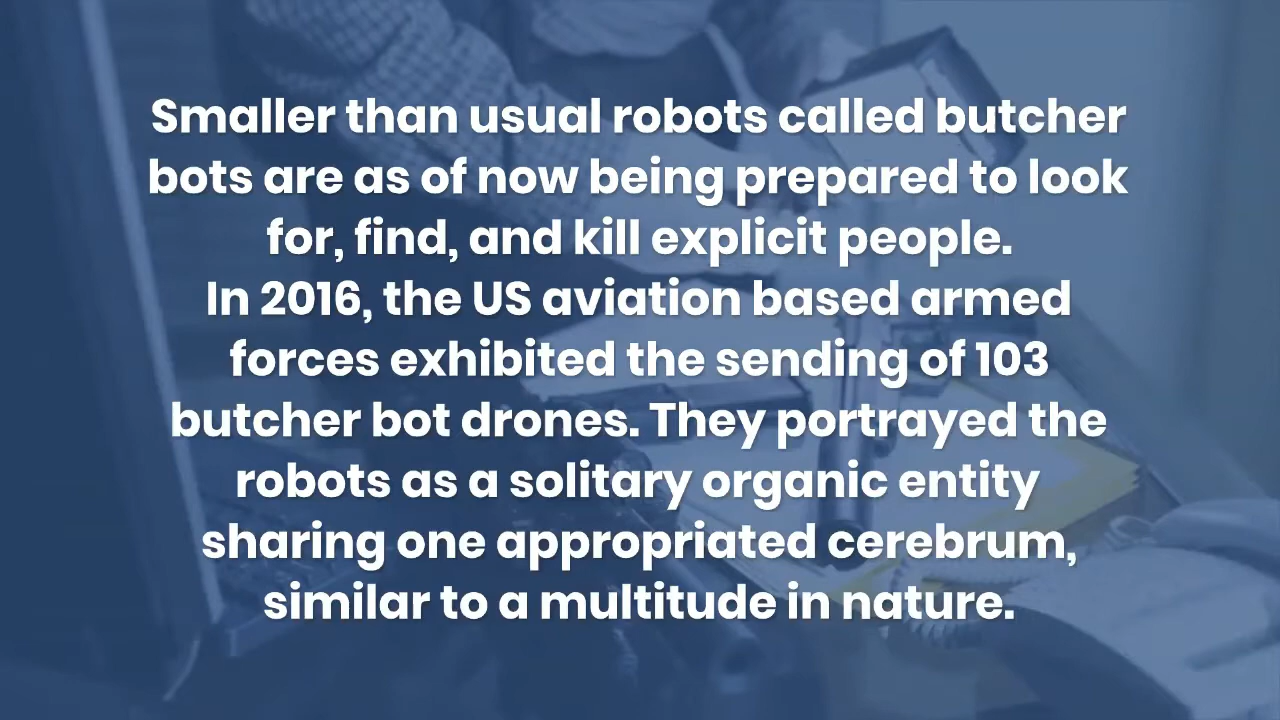 Smaller than usual robots called butcher
bots are as of now being prepared to look
for, find, and kill explicit people.
In 2016, the US aviation based armed
forces exhibited the sending of 103
butcher bot drones. They portrayed the
robots as a solitary organic entity
sharing one appropriated cerebrum,
similar to a multitude in nature.